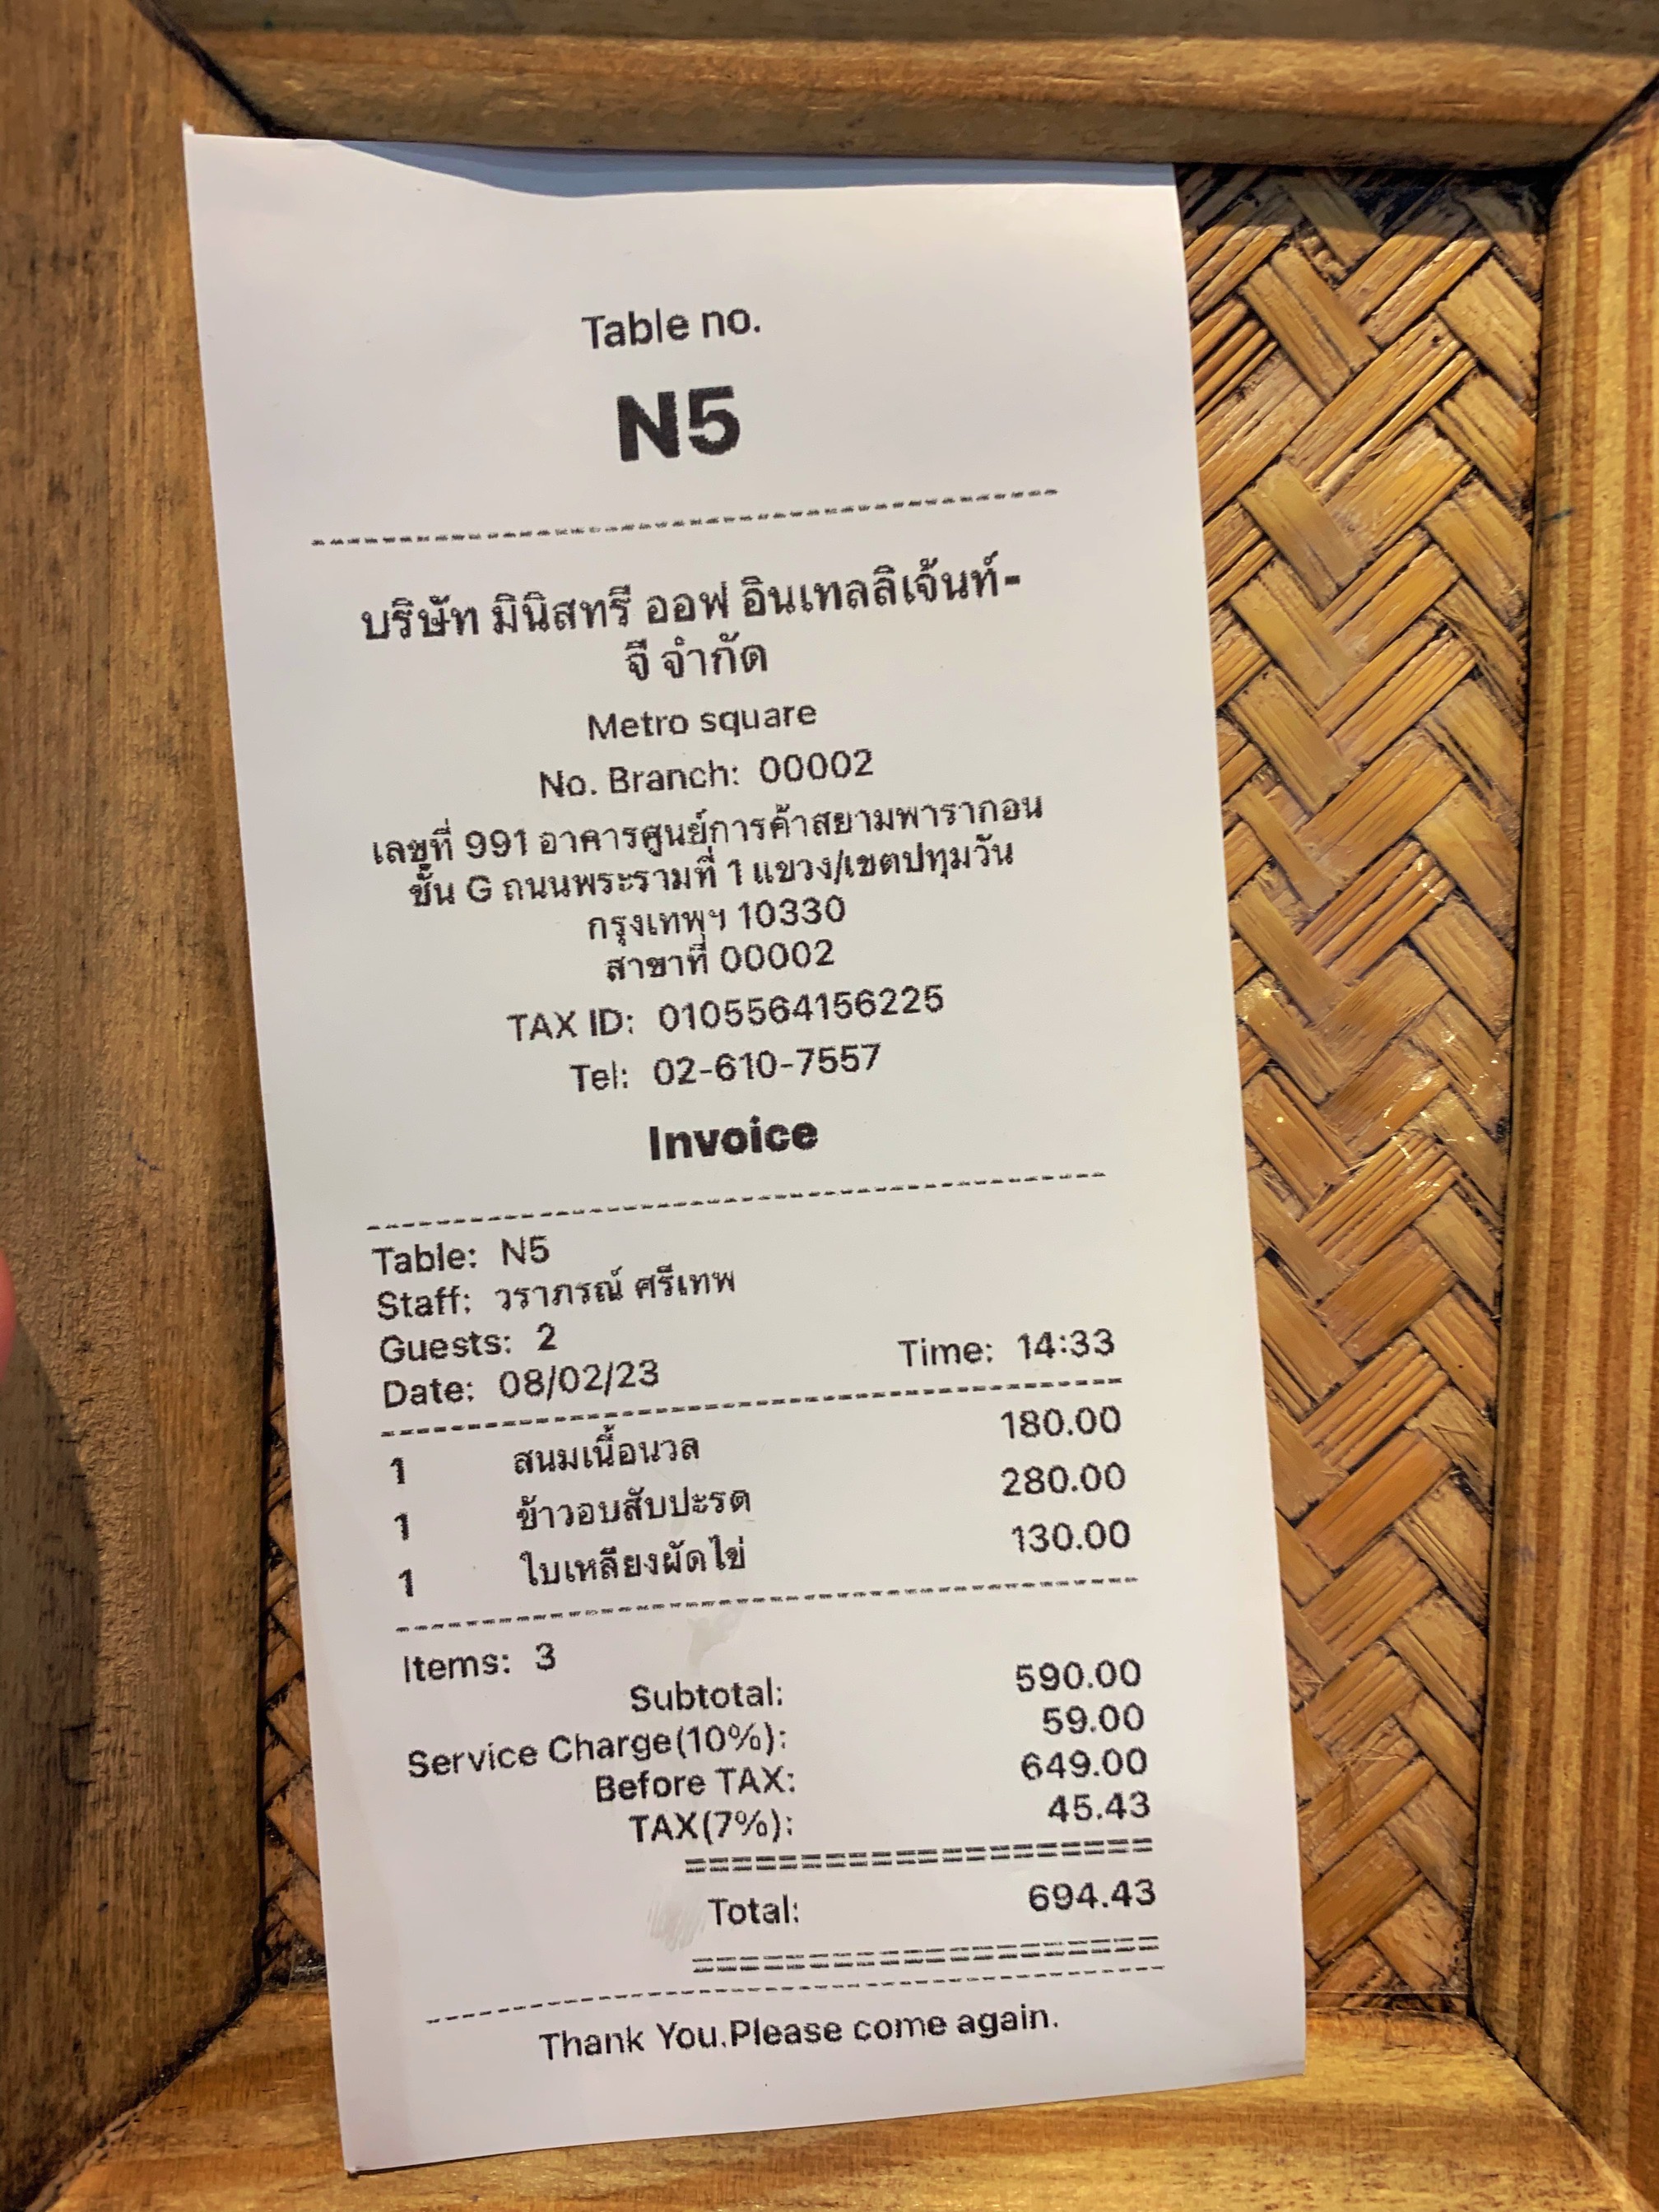 Table no.
N5
บริษัท มินิสทรี ออฟ อินเทลลิเจ้นท์-
จี จำกัด
Metro square
No. Branch: 00002
เลขที่ 991 อาคารศูนย์การค้าสยามพารากอน
ชั้น G ถนนพระรามที่ 1 แขวง/เขตปทุมวัน
กรุงเทพฯ 10330
สาขาที่ 00002
TAX ID: 0105564156225
Tel: 02-610-7557
Invoice
Table: N5
Staff: วราภรณ์ ศรีเทพ
Guests: 2
Date: 08/02/23 Time: 14:33
1 สนมเนื้อนวล 180.00
1 ข้าวอบสับปะรด 280.00
1 ใบเหลียงผัดไข่ 130.00
Items: 3
Subtotal: 590.00
Service Charge(10%): 59.00
Before TAX: 649.00
TAX(7%): 45.43
Total: 694.43
Thank You.Please come again.